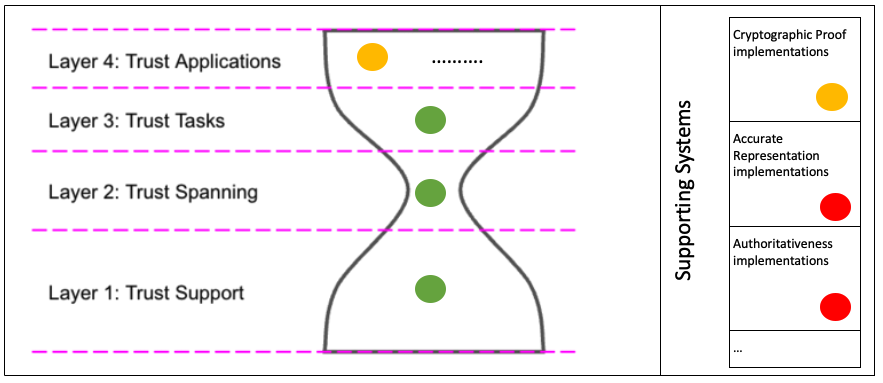 Layer 4: Trust Applications
..........
Layer 3: Trust Tasks
Layer 2: Trust Spanning
Layer 1: Trust Support
Supporting Systems
Cryptographic Proof
implementations
Accurate
Representation
implementations
Authoritativeness
implementations
...